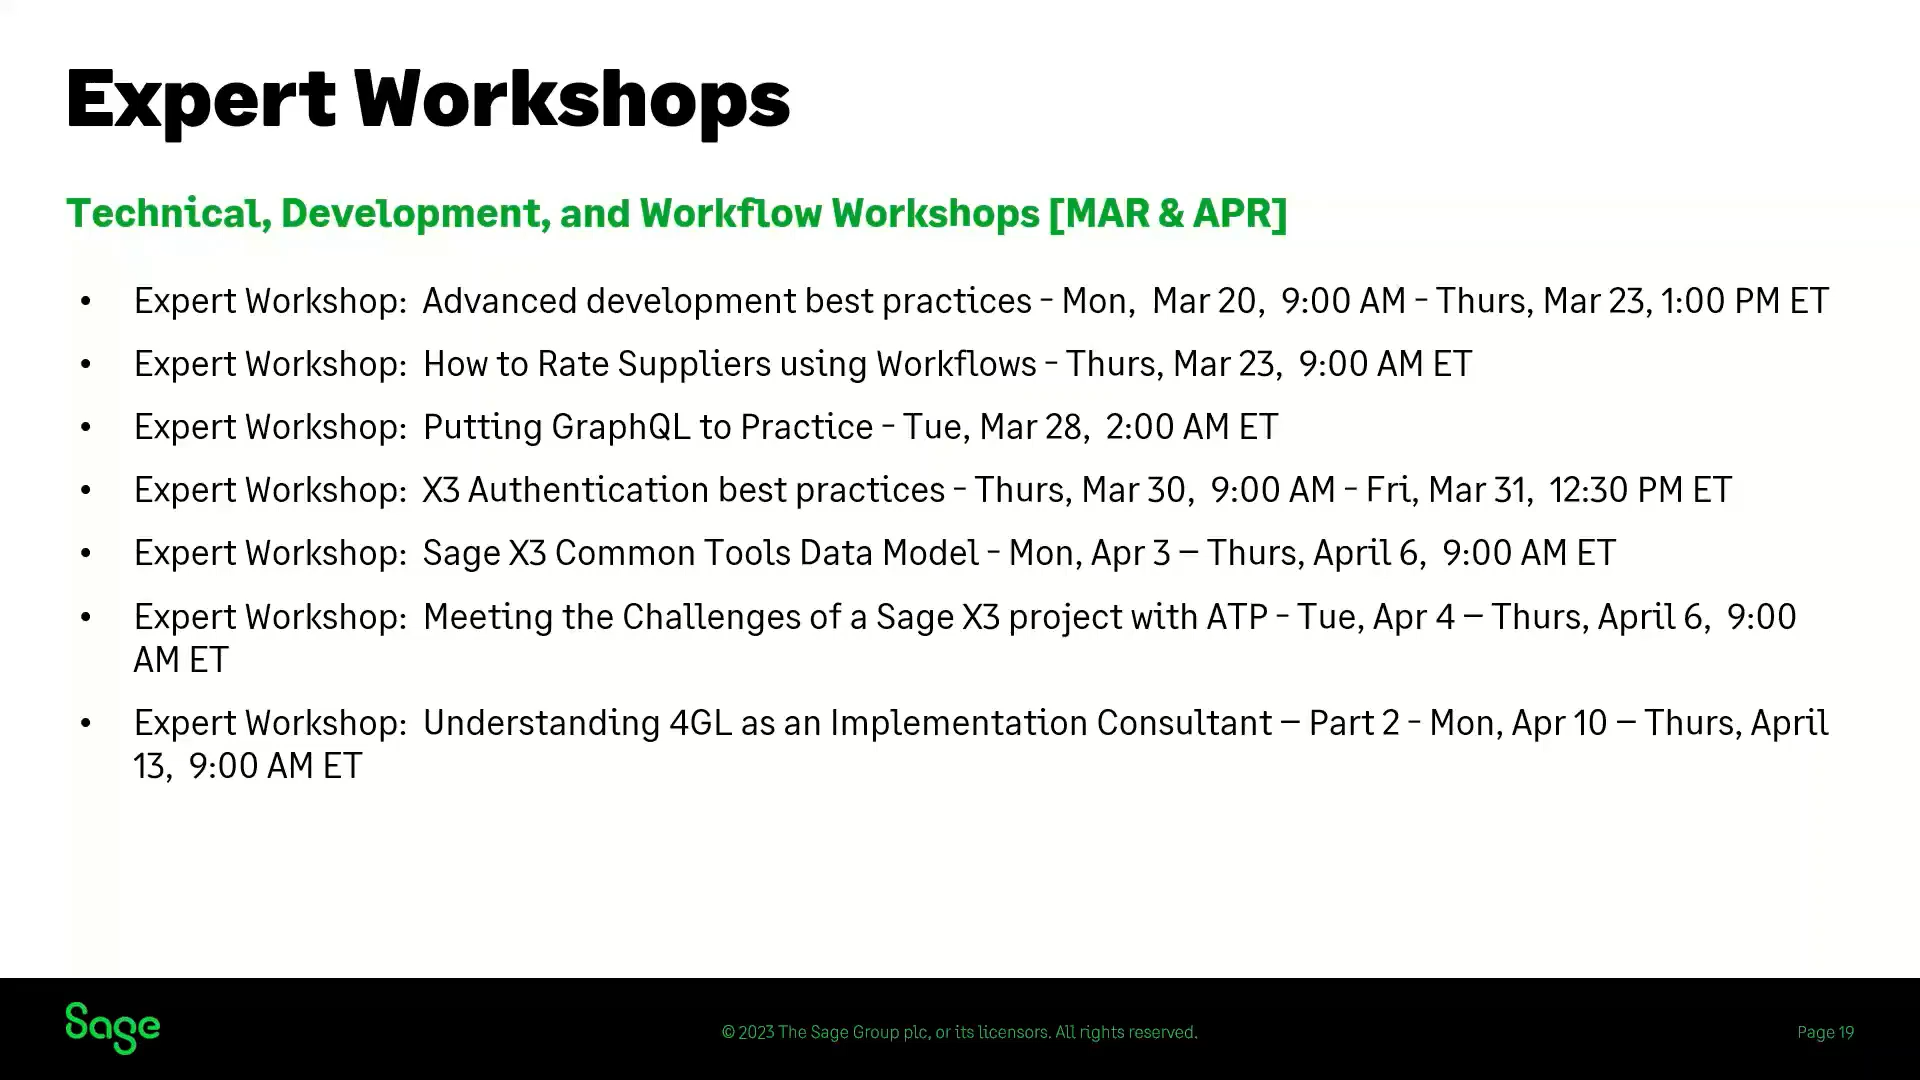 Expert Workshops
Technical, Development, and Workflow Workshops [MAR & APR]
• Expert Workshop: Advanced development best practices - Mon, Mar 20, 9:00 AM - Thurs, Mar 23, 1:00 PM ET
• Expert Workshop: How to Rate Suppliers using Workflows - Thurs, Mar 23, 9:00 AM ET
• Expert Workshop: Putting GraphQL to Practice - Tue, Mar 28, 2:00 AM ET
• Expert Workshop: X3 Authentication best practices - Thurs, Mar 30, 9:00 AM - Fri, Mar 31, 12:30 PM ET
• Expert Workshop: Sage X3 Common Tools Data Model - Mon, Apr 3 – Thurs, April 6, 9:00 AM ET
• Expert Workshop: Meeting the Challenges of a Sage X3 project with ATP - Tue, Apr 4 – Thurs, April 6, 9:00
AM ET
• Expert Workshop: Understanding 4GL as an Implementation Consultant – Part 2 - Mon, Apr 10 – Thurs, April
13, 9:00 AM ET
Sage
© 2023 The Sage Group plc, or its licensors. All rights reserved.
Page 19